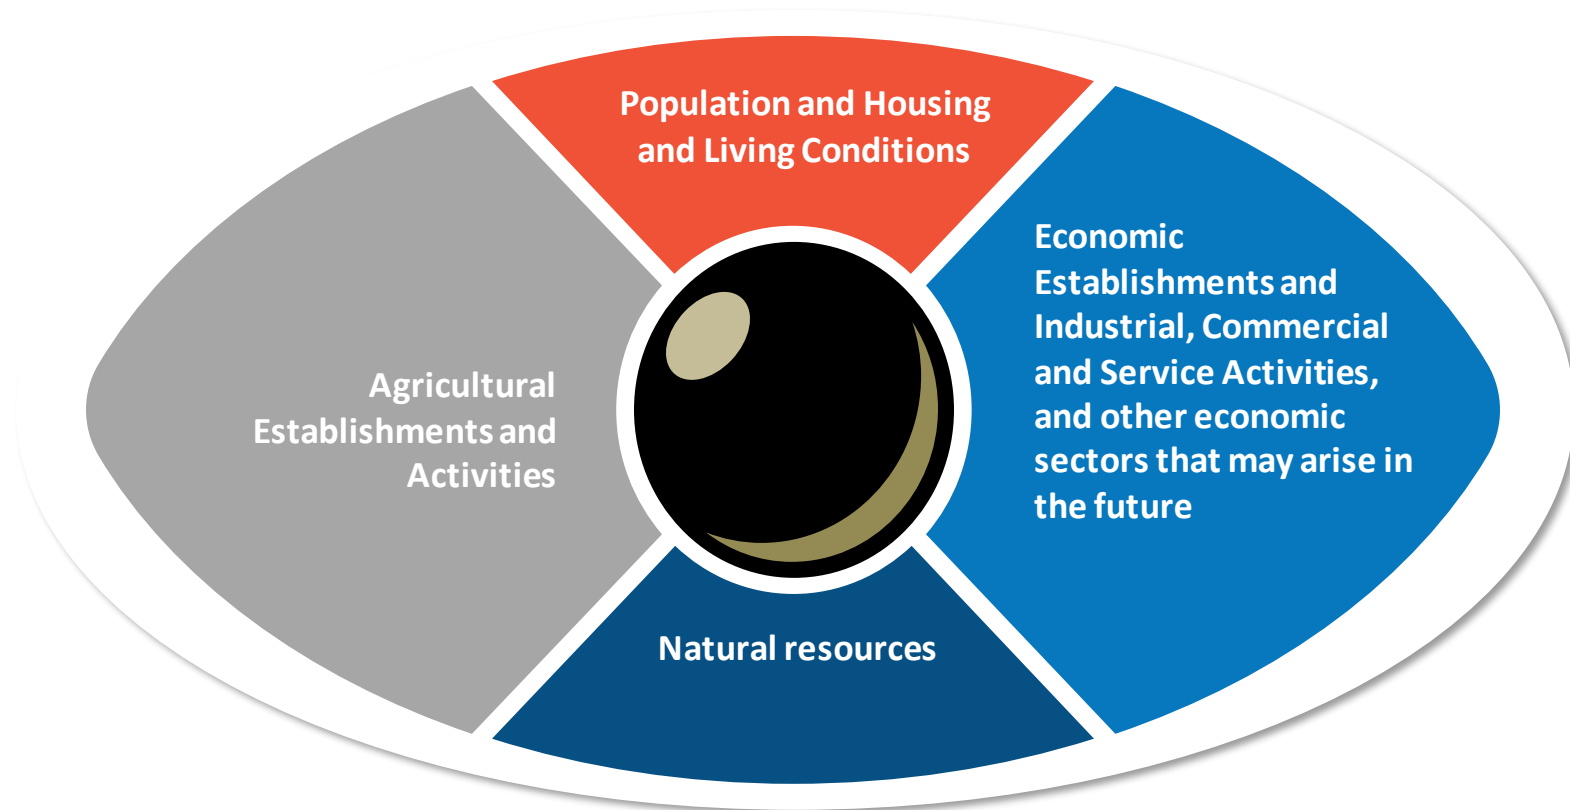 Population and Housing
and Living Conditions
Agricultural
Establishments and
Activities
Economic
Establishments and
Industrial, Commercial
and Service Activities,
and other economic
sectors that may arise in
the future
Natural resources